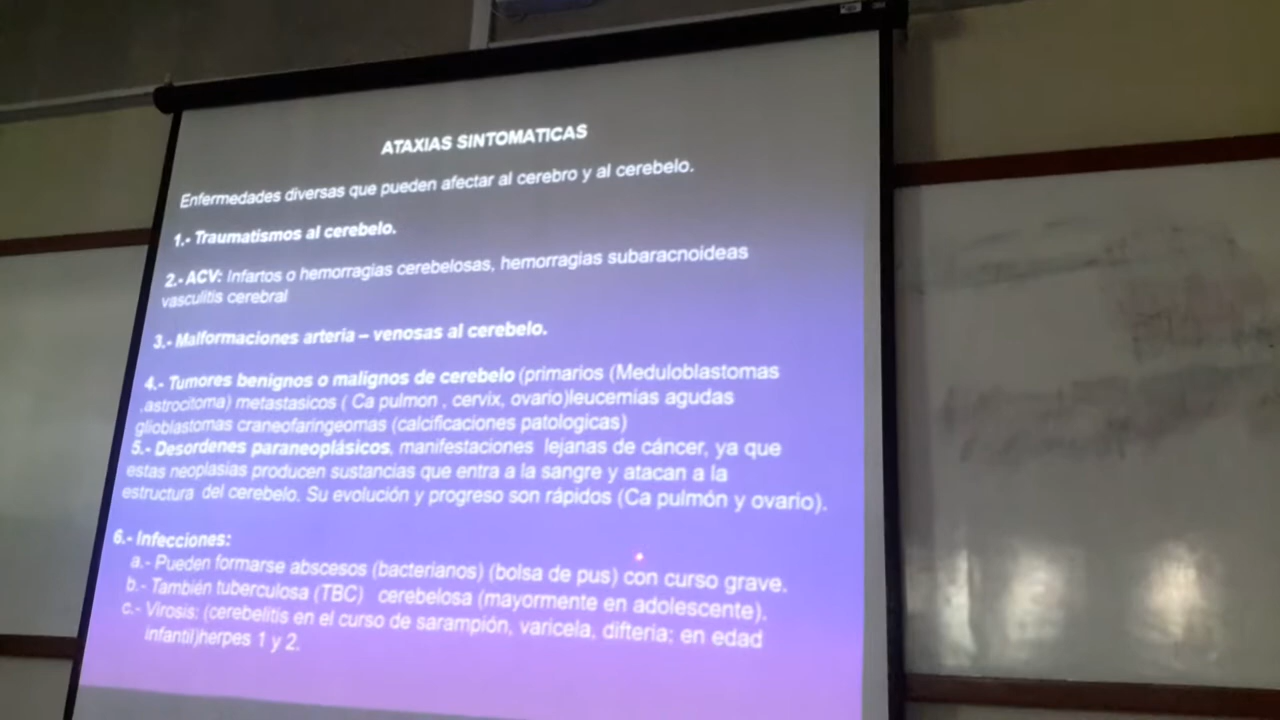 ATAXIAS SINTOMATICAS
Enfermedades diversas que pueden afectar al cerebro y al cerebelo.
1.- Traumatismos al cerebelo.
2.- ACV: Infartos o hemorragias cerebelosas, hemorragias subaracnoideas
vasculitis cerebral
3.- Malformaciones arteria – venosas al cerebelo.
4.- Tumores benignos o malignos de cerebelo (primarios (Meduloblastomas
,astrocitoma) metastasicos ( Ca pulmon , cervix, ovario)leucemias agudas
glioblastomas craneofaringeomas (calcificaciones patologicas)
5.- Desordenes paraneoplásicos, manifestaciones lejanas de cáncer, ya que
estas neoplasias producen sustancias que entra a la sangre y atacan a la
estructura del cerebelo. Su evolución y progreso son rápidos (Ca pulmón y ovario).
6.- Infecciones:
a.- Pueden formarse abscesos (bacterianos) (bolsa de pus) con curso grave.
b.- También tuberculosa (TBC) cerebelosa (mayormente en adolescente).
c.- Virosis: (cerebelitis en el curso de sarampión, varicela, difteria; en edad
infantil)herpes 1 y 2.